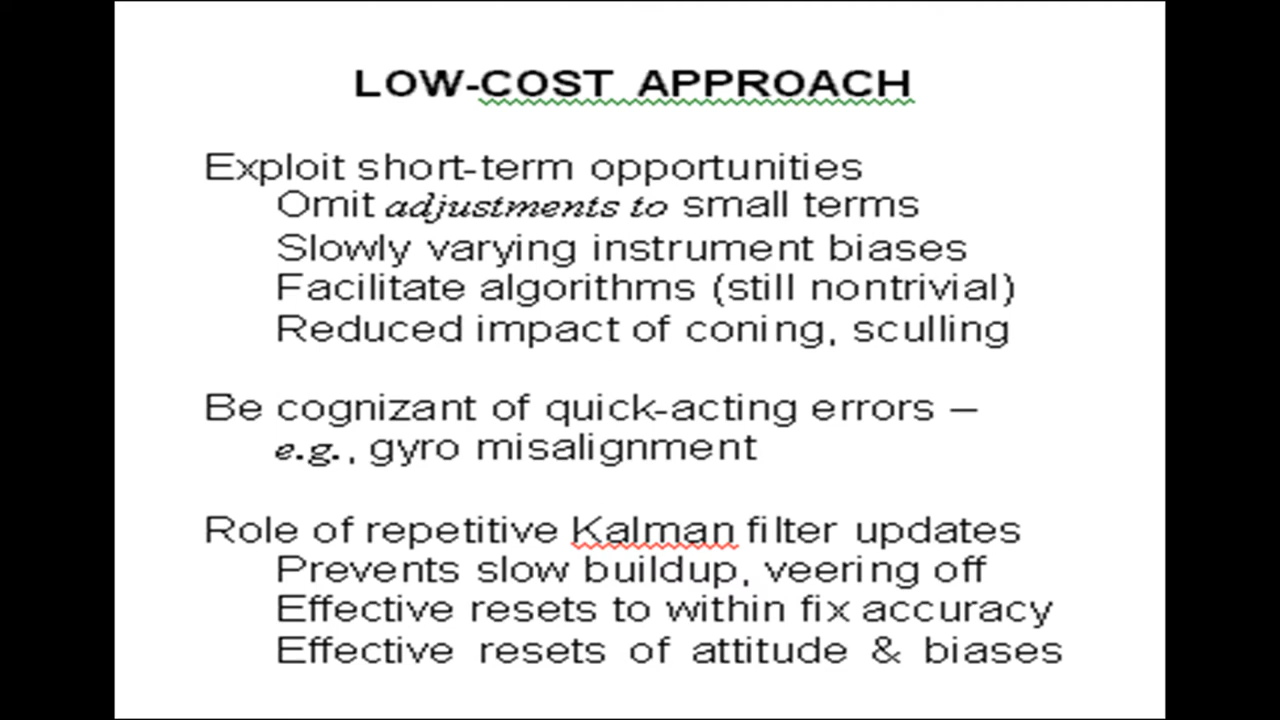 LOW-COST APPROACH
Exploit short-term opportunities
Omit adjustments to small terms
Slowly varying instrument biases
Facilitate algorithms (still nontrivial)
Reduced impact of coning, sculling
Be cognizant of quick-acting errors –
e.g., gyro misalignment
Role of repetitive Kalman filter updates
Prevents slow buildup, veering off
Effective resets to within fix accuracy
Effective resets of attitude & biases